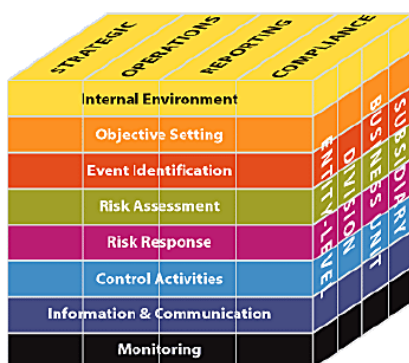 STRATEGIC
OPERATIONS
REPORTING
COMPLIANCE
Internal Environment
Objective Setting
Event Identification
Risk Assessment
Risk Response
Control Activities
Information & Communication
Monitoring
ENTITY-LEVEL
DIVISION
BUSINESS UNIT
SUBSIDIARY